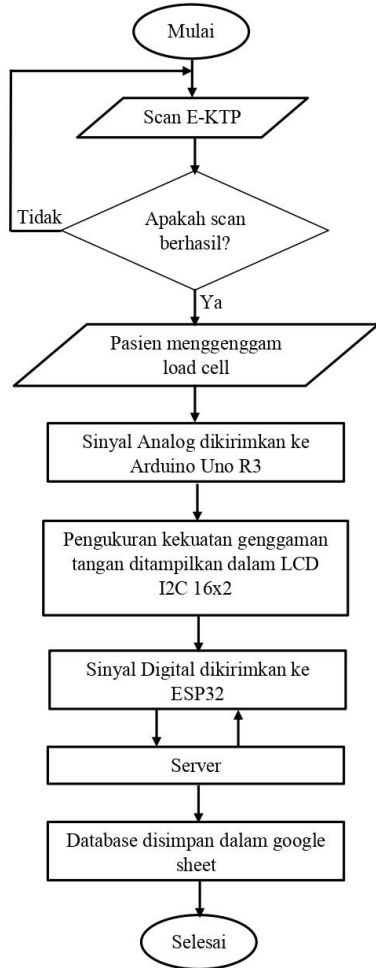 Mulai
Scan E-KTP
Tidak
Apakah scan
berhasil?
Ya
Pasien menggenggam
load cell
Sinyal Analog dikirimkan ke
Arduino Uno R3
Pengukuran kekuatan genggaman
tangan ditampilkan dalam LCD
I2C 16x2
Sinyal Digital dikirimkan ke
ESP32
Server
Database disimpan dalam google
sheet
Selesai